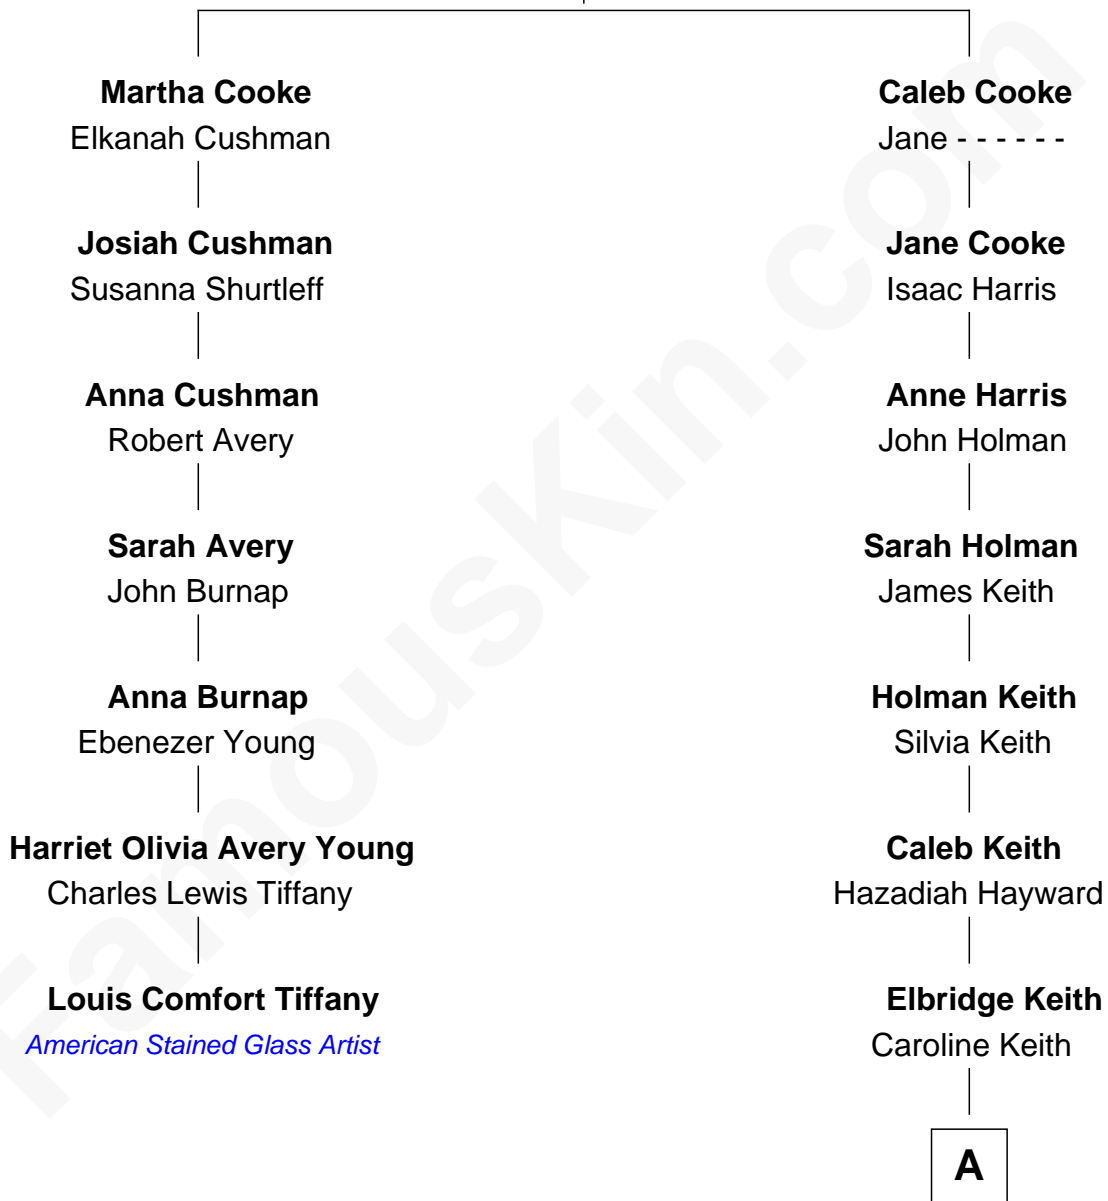 Martha Cooke
Elkanah Cushman
Josiah Cushman
Susanna Shurtleff
Anna Cushman
Robert Avery
Sarah Avery
John Burnap
Anna Burnap
Ebenezer Young
Harriet Olivia Avery Young
Charles Lewis Tiffany
Louis Comfort Tiffany
American Stained Glass Artist
Caleb Cooke
Jane - - - - - -
Jane Cooke
Isaac Harris
Anne Harris
John Holman
Sarah Holman
James Keith
Holman Keith
Silvia Keith
Caleb Keith
Hazadiah Hayward
Elbridge Keith
Caroline Keith
A
FamousKin.com